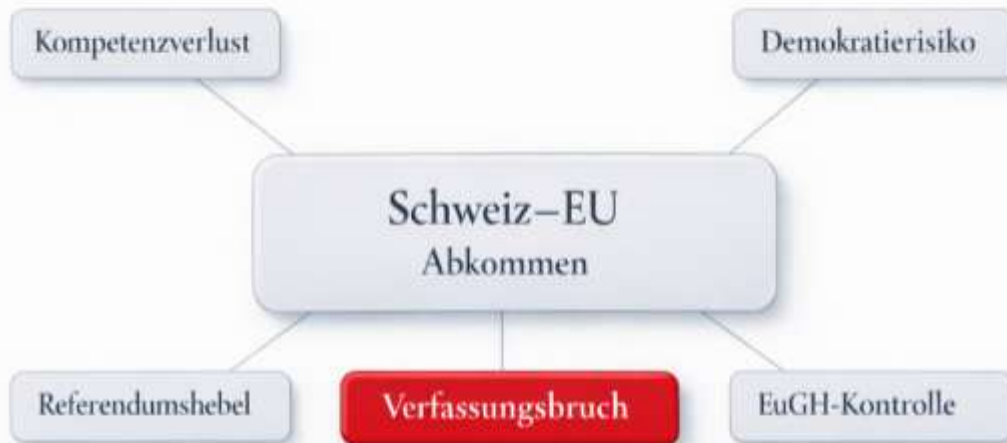 Kompetenzverlust
Demokratierisiko
Schweiz–EU
Abkommen
Referendumshebel
Verfassungsbruch
EuGH-Kontrolle